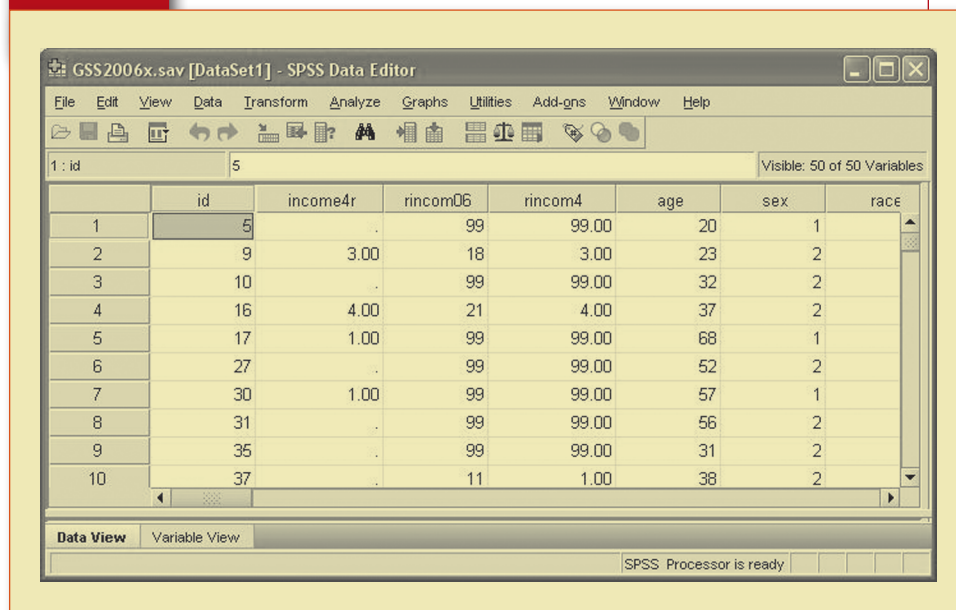 GSS2006x.sav [DataSet1] - SPSS Data Editor
File Edit View Data Transform Analyze Graphs Utilities Add-ons Window Help
1 : id 5 Visible: 50 of 50 Variables
id income4r rincom06 rincom4 age sex race
1 5 . 99 99.00 20 1
2 9 3.00 18 3.00 23 2
3 10 . 99 99.00 32 2
4 16 4.00 21 4.00 37 2
5 17 1.00 99 99.00 68 1
6 27 . 99 99.00 52 2
7 30 1.00 99 99.00 57 1
8 31 . 99 99.00 56 2
9 35 . 99 99.00 31 2
10 37 . 11 1.00 38 2
Data View Variable View
SPSS Processor is ready